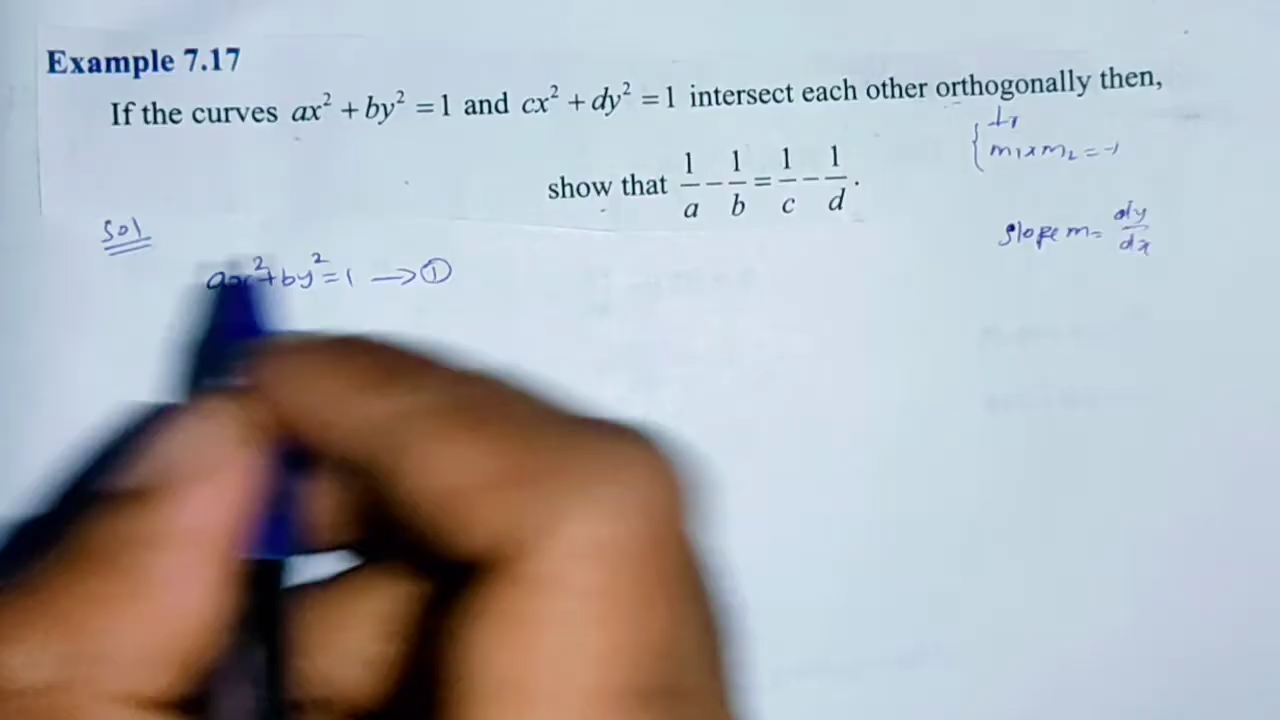 Example 7.17
If the curves ax² + by² = 1 and cx² + dy² = 1 intersect each other orthogonally then,
show that 1/a − 1/b = 1/c − 1/d.
m₁×m₂=-1
slope m= dy/dx
Sol
ax²+by²=1 → ①